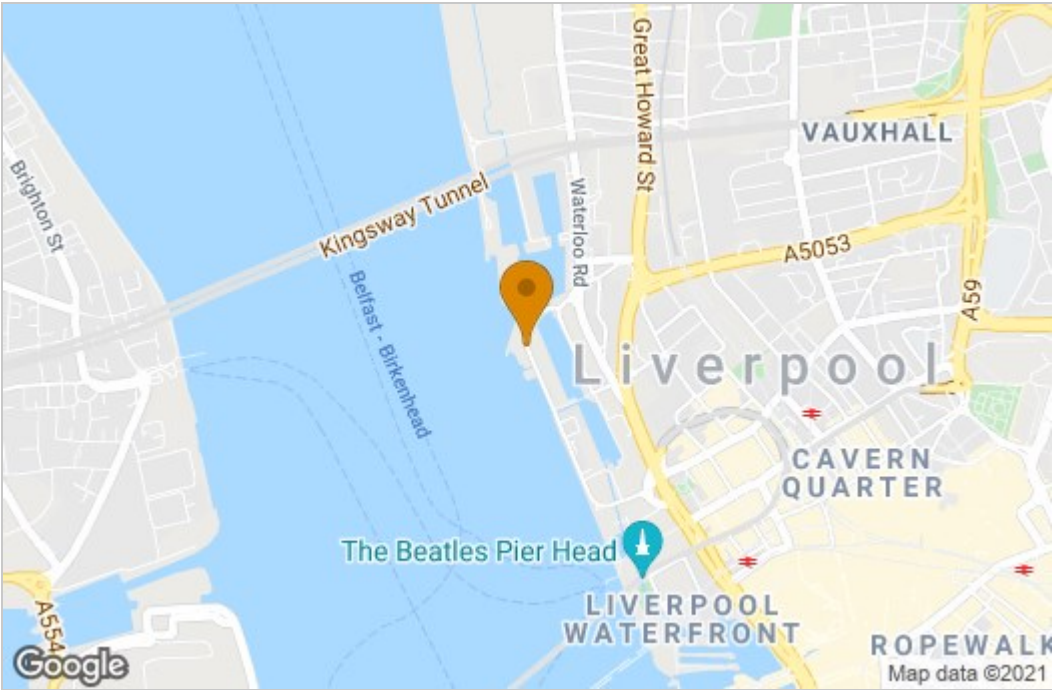 Great Howard St
VAUXHALL
Brighton St
Kingsway Tunnel
Waterloo Rd
A5053
A59
Belfast - Birkenhead
Liverpool
CAVERN
QUARTER
The Beatles Pier Head
LIVERPOOL
WATERFRONT
A554
ROPEWALK
Google
Map data ©2021